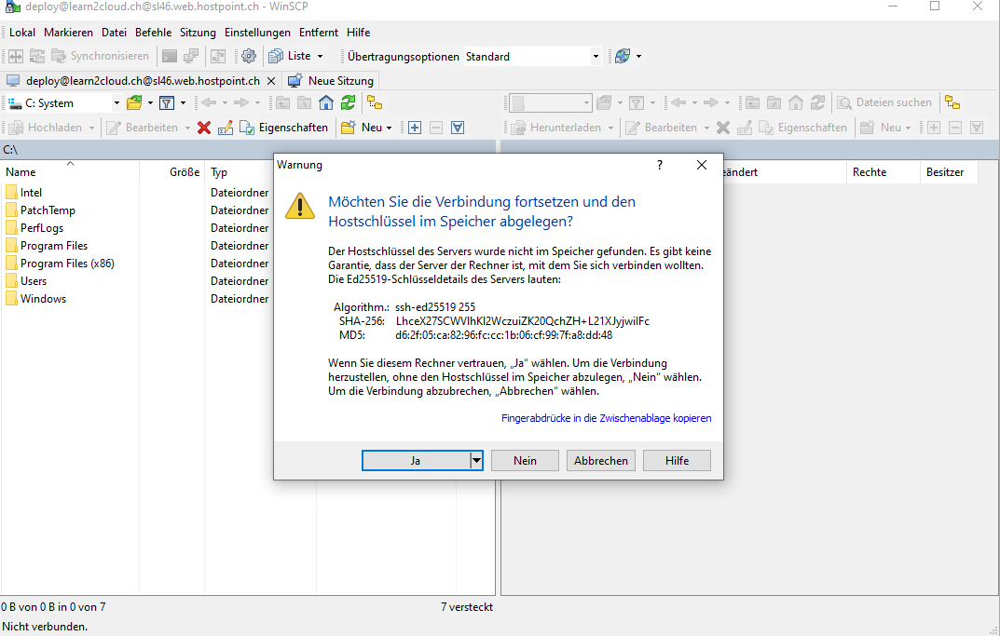 deploy@learn2cloud.ch@sl46.web.hostpoint.ch - WinSCP
Lokal Markieren Datei Befehle Sitzung Einstellungen Entfernt Hilfe
Synchronisieren Liste Übertragungsoptionen Standard
deploy@learn2cloud.ch@sl46.web.hostpoint.ch Neue Sitzung
C: System Dateien suchen
Hochladen Bearbeiten Eigenschaften Neu Herunterladen Bearbeiten Eigenschaften Neu
C:\
Name Größe Typ eändert Rechte Besitzer
Intel Dateiordner
PatchTemp Dateiordner
PerfLogs Dateiordner
Program Files Dateiordner
Program Files (x86) Dateiordner
Users Dateiordner
Windows Dateiordner
Warnung ?
Möchten Sie die Verbindung fortsetzen und den
Hostschlüssel im Speicher abgelegen?
Der Hostschlüssel des Servers wurde nicht im Speicher gefunden. Es gibt keine
Garantie, dass der Server der Rechner ist, mit dem Sie sich verbinden wollten.
Die Ed25519-Schlüsseldetails des Servers lauten:
Algorithm.: ssh-ed25519 255
SHA-256:
MD5: d6:2f:05:ca:82:96:fc:cc:1b:06:cf:99:7f:a8:dd:48
Wenn Sie diesem Rechner vertrauen, „Ja“ wählen. Um die Verbindung
herzustellen, ohne den Hostschlüssel im Speicher abzulegen, „Nein“ wählen.
Um die Verbindung abzubrechen, „Abbrechen“ wählen.
Fingerabdrücke in die Zwischenablage kopieren
Ja Nein Abbrechen Hilfe
0 B von 0 B in 0 von 7 7 versteckt
Nicht verbunden.